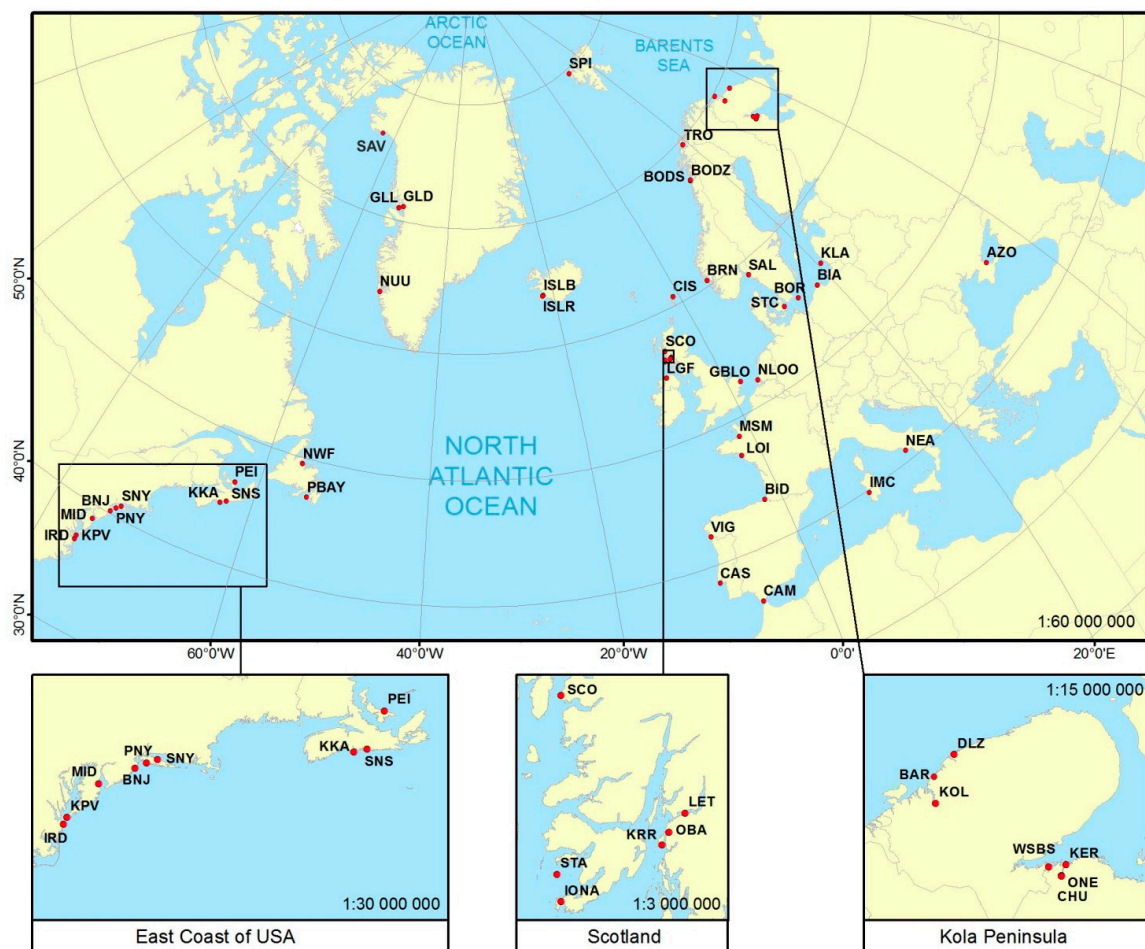 ARCTIC
OCEAN
BARENTS
SEA
SPI
SAV
TRO
BODS
BODZ
GLL
GLD
NUU
ISLB
ISLR
CIS
BRN
SAL
KLA
BIA
BOR
STC
AZO
SCO
LGF
GBLO
NLOO
MSM
LOI
NEA
IMC
BiD
VIG
CAS
CAM
NORTH
ATLANTIC
OCEAN
NWF
PBAY
PEI
KKA
SNS
BNJ
SNY
MID
PNY
IRD
KPV
50°0'N
40°0'N
30°0'N
1:60 000 000
60°0'W
40°0'W
20°0'W
0°0'
20°0'E
PEI
KKA
SNS
PNY
SNY
MID
BNJ
KPV
IRD
1:30 000 000
East Coast of USA
SCO
LET
KRR
OBA
STA
IONA
1:3 000 000
Scotland
1:15 000 000
DLZ
BAR
KOL
WSBS
KER
ONE
CHU
Kola Peninsula